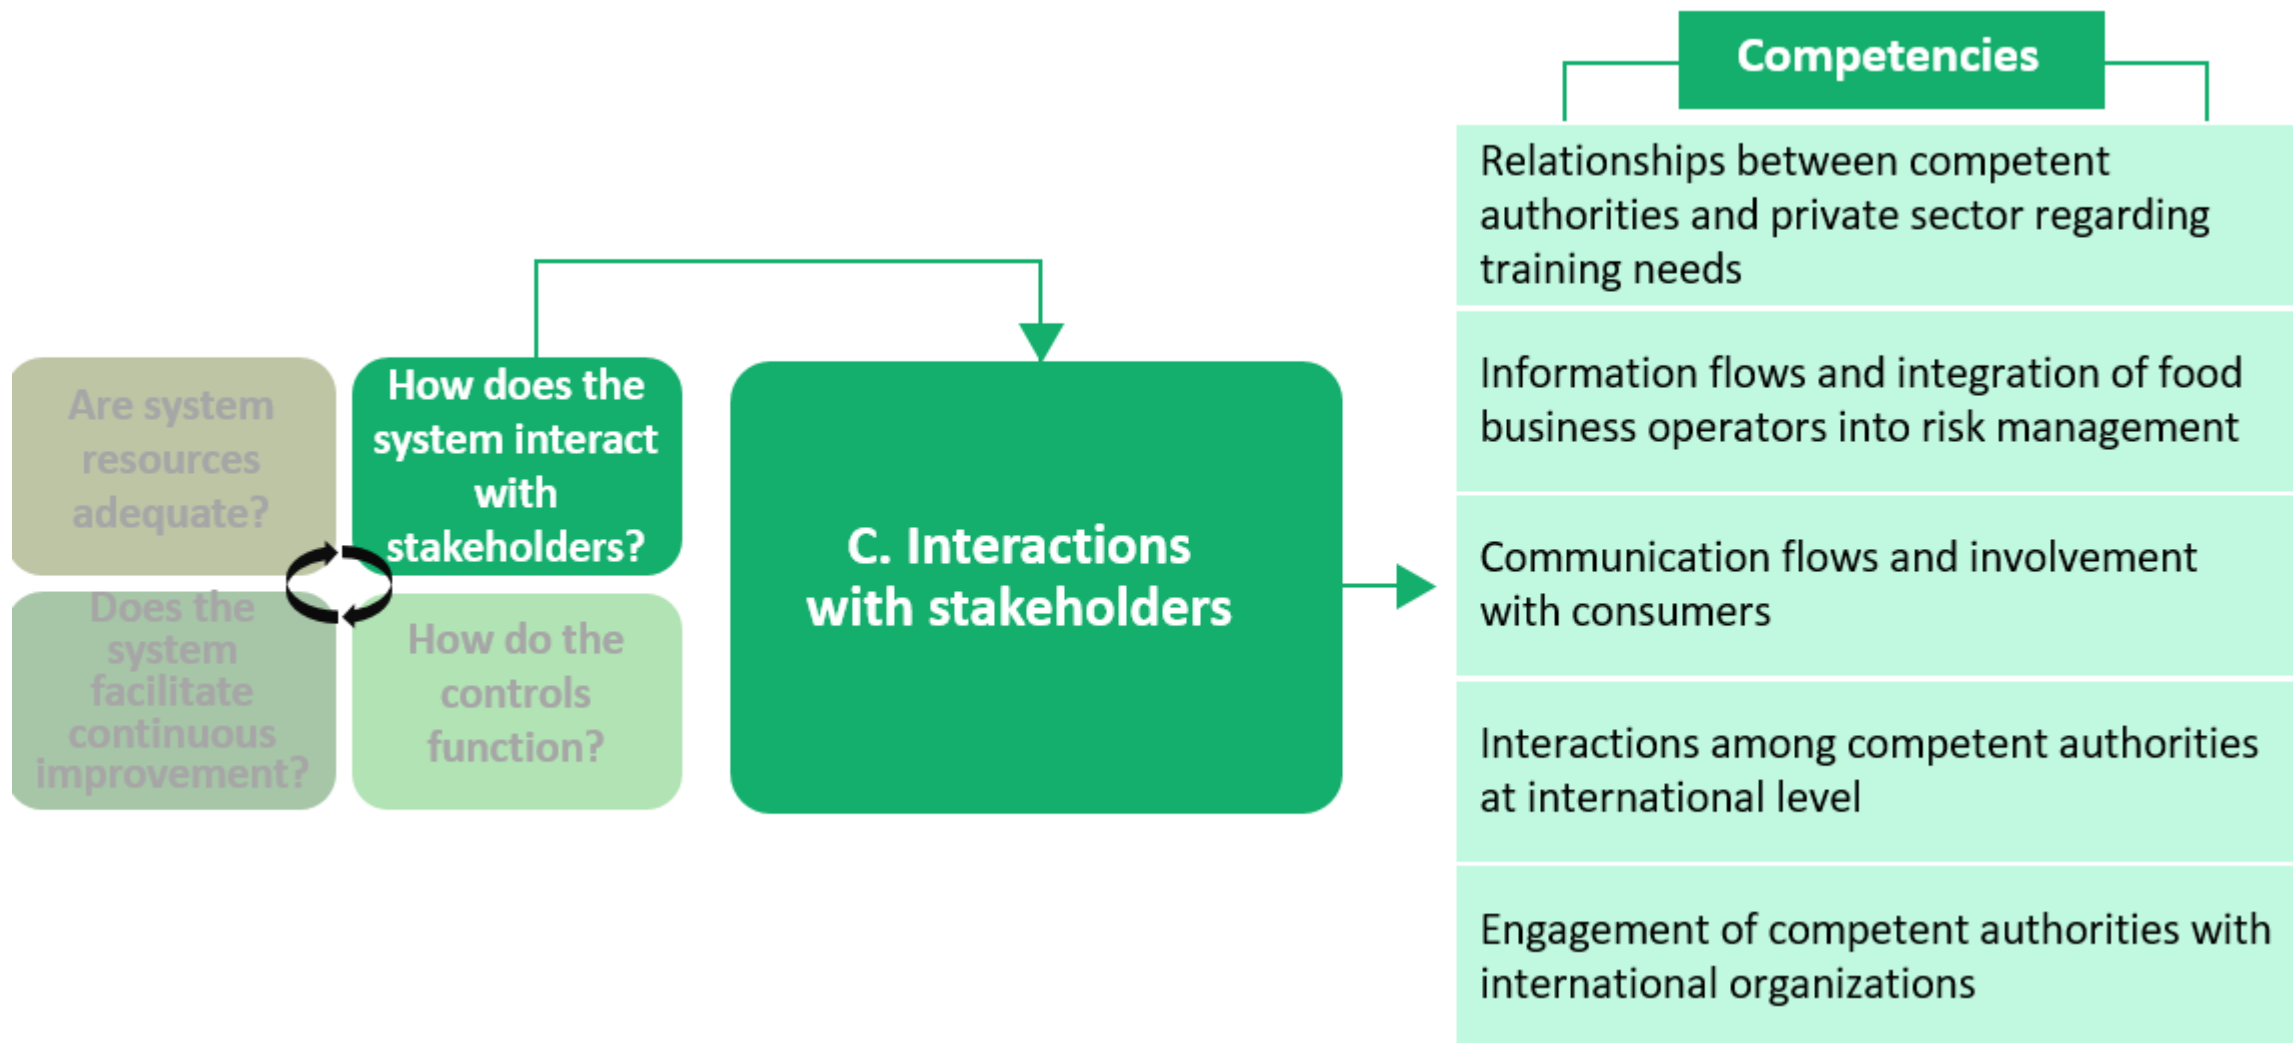 Competencies
Are system
resources
adequate?
How does the
system interact
with
stakeholders?
Does the
system
facilitate
continuous
improvement?
How do the
controls
function?
C. Interactions
with stakeholders
Relationships between competent
authorities and private sector regarding
training needs
Information flows and integration of food
business operators into risk management
Communication flows and involvement
with consumers
Interactions among competent authorities
at international level
Engagement of competent authorities with
international organizations